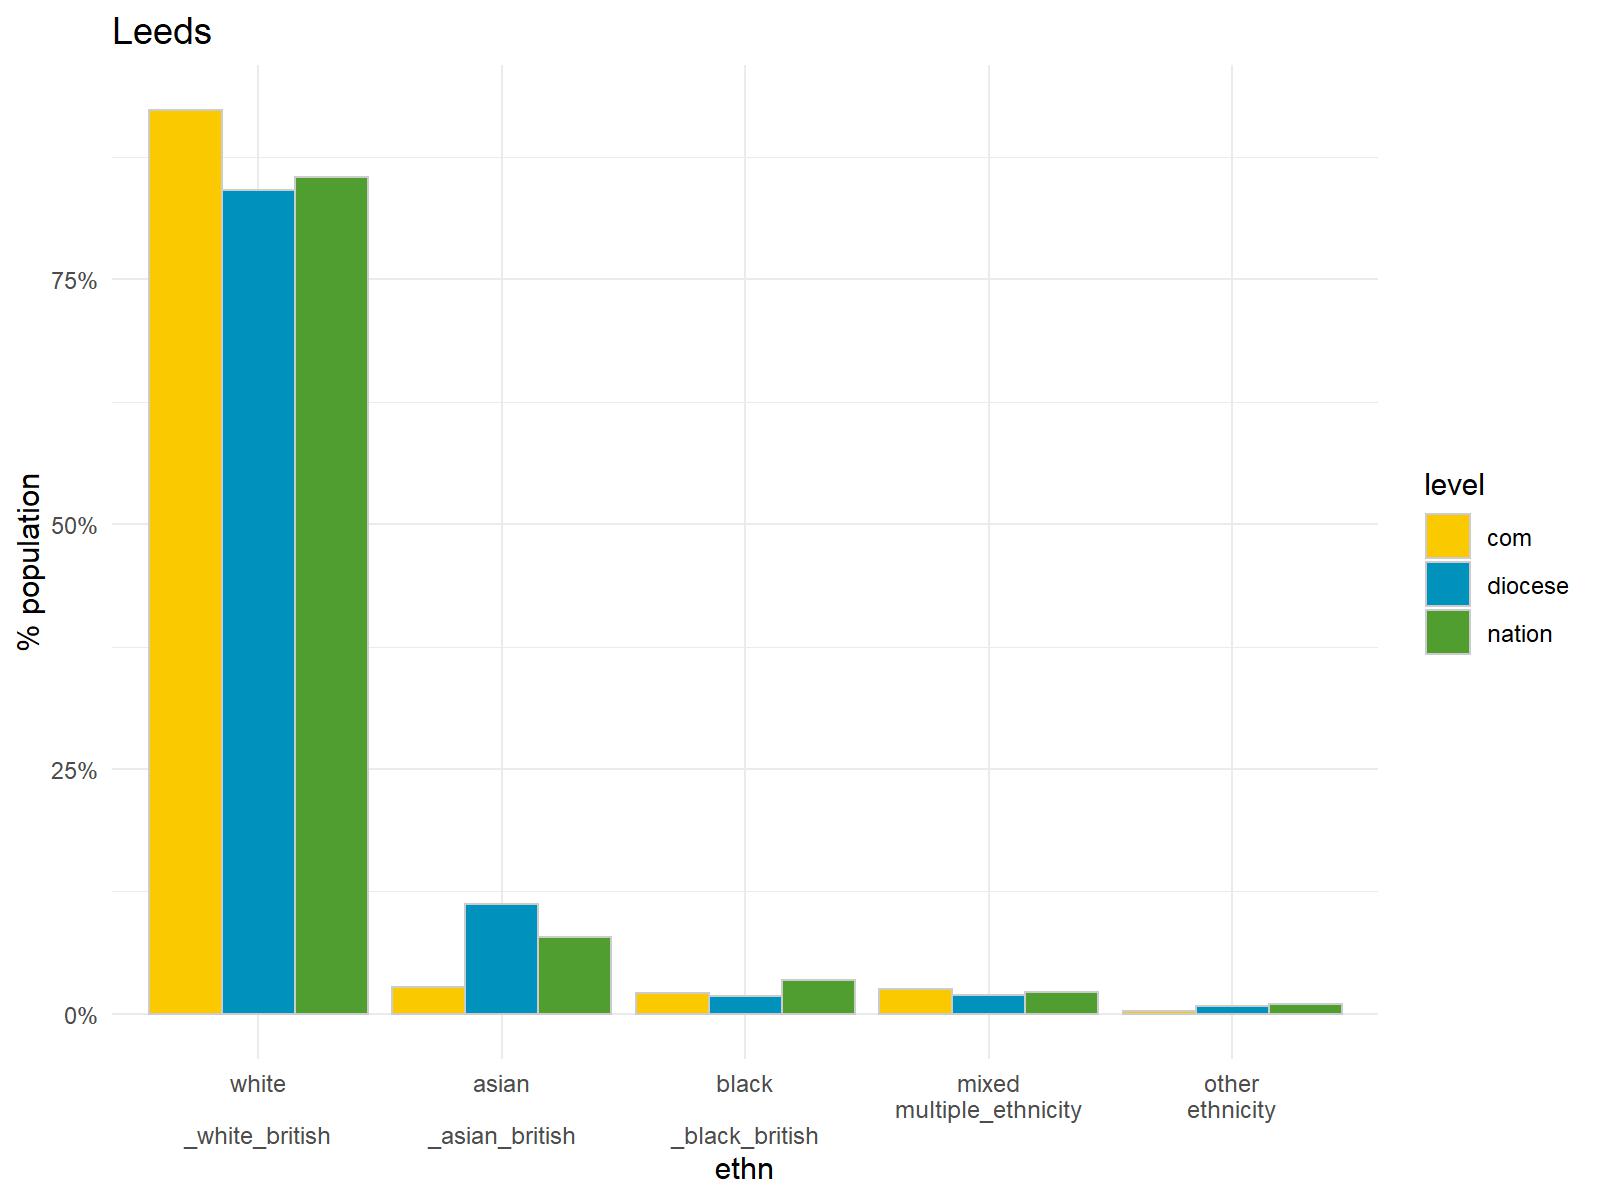 Leeds
% population
75%
50%
25%
0%
white
_white_british
asian
_asian_british
black
_black_british
mixed
multiple_ethnicity
other
ethnicity
ethn
level
com
diocese
nation